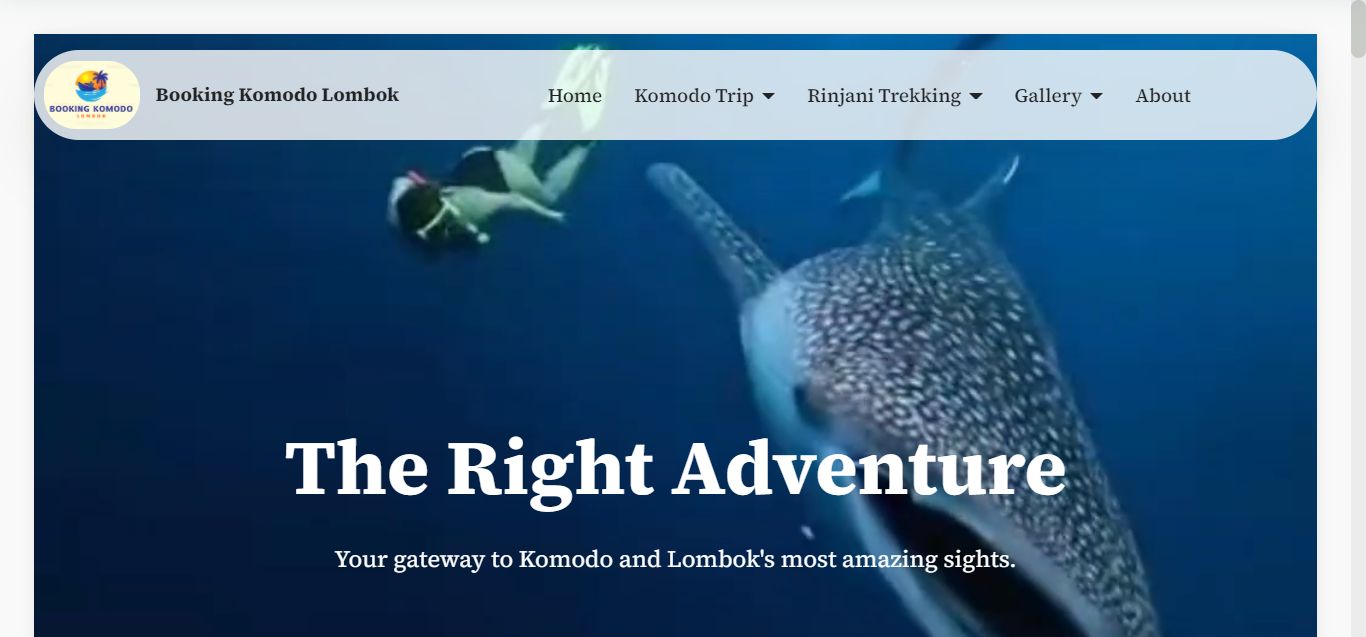 BOOKING KOMODO
LOMBOK
Booking Komodo Lombok
Home
Komodo Trip
Rinjani Trekking
Gallery
About
The Right Adventure
Your gateway to Komodo and Lombok's most amazing sights.